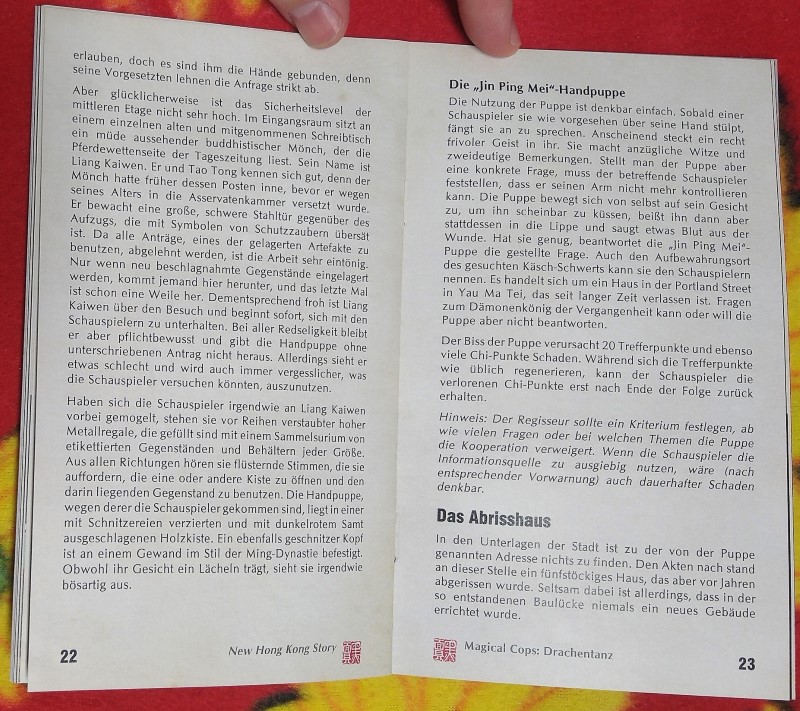 erlauben, doch es sind ihm die Hände gebunden, denn
seine Vorgesetzten lehnen die Anfrage strikt ab.
Aber glücklicherweise ist das Sicherheitslevel der
mittleren Etage nicht sehr hoch. Im Eingangsraum sitzt an
einem einzelnen alten und mitgenommenen Schreibtisch
ein müde aussehender buddhistischer Mönch, der die
Pferdewettenseite der Tageszeitung liest. Sein Name ist
Liang Kaiwen. Er und Tao Tong kennen sich gut, denn der
Mönch hatte früher dessen Posten inne, bevor er wegen
seines Alters in die Asservatenkammer versetzt wurde.
Er bewacht eine große, schwere Stahltür gegenüber des
Aufzugs, die mit Symbolen von Schutzzaubern übersät
ist. Da alle Anträge, eines der gelagerten Artefakte zu
benutzen, abgelehnt werden, ist die Arbeit sehr eintönig.
Nur wenn neu beschlagnahmte Gegenstände eingelagert
werden, kommt jemand hier herunter, und das letzte Mal
ist schon eine Weile her. Dementsprechend froh ist Liang
Kaiwen über den Besuch und beginnt sofort, sich mit den
Schauspielern zu unterhalten. Bei aller Redseligkeit bleibt
er aber pflichtbewusst und gibt die Handpuppe ohne
unterschriebenen Antrag nicht heraus. Allerdings sieht er
etwas schlecht und wird auch immer vergesslicher, was
die Schauspieler versuchen könnten, auszunutzen.
Haben sich die Schauspieler irgendwie an Liang Kaiwen
vorbei gemogelt, stehen sie vor Reihen verstaubter hoher
Metallregale, die gefüllt sind mit einem Sammelsurium von
etikettierten Gegenständen und Behältern jeder Größe.
Aus allen Richtungen hören sie flüsternde Stimmen, die sie
auffordern, die eine oder andere Kiste zu öffnen und den
darin liegenden Gegenstand zu benutzen. Die Handpuppe,
wegen derer die Schauspieler gekommen sind, liegt in einer
mit Schnitzereien verzierten und mit dunkelrotem Samt
ausgeschlagenen Holzkiste. Ein ebenfalls geschnitzer Kopf
ist an einem Gewand im Stil der Ming-Dynastie befestigt.
Obwohl ihr Gesicht ein Lächeln trägt, sieht sie irgendwie
bösartig aus.
22
New Hong Kong Story
Die „Jin Ping Mei“-Handpuppe
Die Nutzung der Puppe ist denkbar einfach. Sobald einer
Schauspieler sie wie vorgesehen über seine Hand stülpt,
fängt sie an zu sprechen. Anscheinend steckt ein recht
frivoler Geist in ihr. Sie macht anzügliche Witze und
zweideutige Bemerkungen. Stellt man der Puppe aber
eine konkrete Frage, muss der betreffende Schauspieler
feststellen, dass er seinen Arm nicht mehr kontrollieren
kann. Die Puppe bewegt sich von selbst auf sein Gesicht
zu, um ihn scheinbar zu küssen, beißt ihn dann aber
stattdessen in die Lippe und saugt etwas Blut aus der
Wunde. Hat sie genug, beantwortet die „Jin Ping Mei“-
Puppe die gestellte Frage. Auch den Aufbewahrungsort
des gesuchten Käsch-Schwerts kann sie den Schauspielern
nennen. Es handelt sich um ein Haus in der Portland Street
in Yau Ma Tei, das seit langer Zeit verlassen ist. Fragen
zum Dämonenkönig der Vergangenheit kann oder will die
Puppe aber nicht beantworten.
Der Biss der Puppe verursacht 20 Trefferpunkte und ebenso
viele Chi-Punkte Schaden. Während sich die Trefferpunkte
wie üblich regenerieren, kann der Schauspieler die
verlorenen Chi-Punkte erst nach Ende der Folge zurück
erhalten.
Hinweis: Der Regisseur sollte ein Kriterium festlegen, ab
wie vielen Fragen oder bei welchen Themen die Puppe
die Kooperation verweigert. Wenn die Schauspieler die
Informationsquelle zu ausgiebig nutzen, wäre (nach
entsprechender Vorwarnung) auch dauerhafter Schaden
denkbar.
Das Abrisshaus
In den Unterlagen der Stadt ist zu der von der Puppe
genannten Adresse nichts zu finden. Den Akten nach stand
an dieser Stelle ein fünfstöckiges Haus, das aber vor Jahren
abgerissen wurde. Seltsam dabei ist allerdings, dass in der
so entstandenen Baulücke niemals ein neues Gebäude
errichtet wurde.
Magical Cops: Drachentanz
23